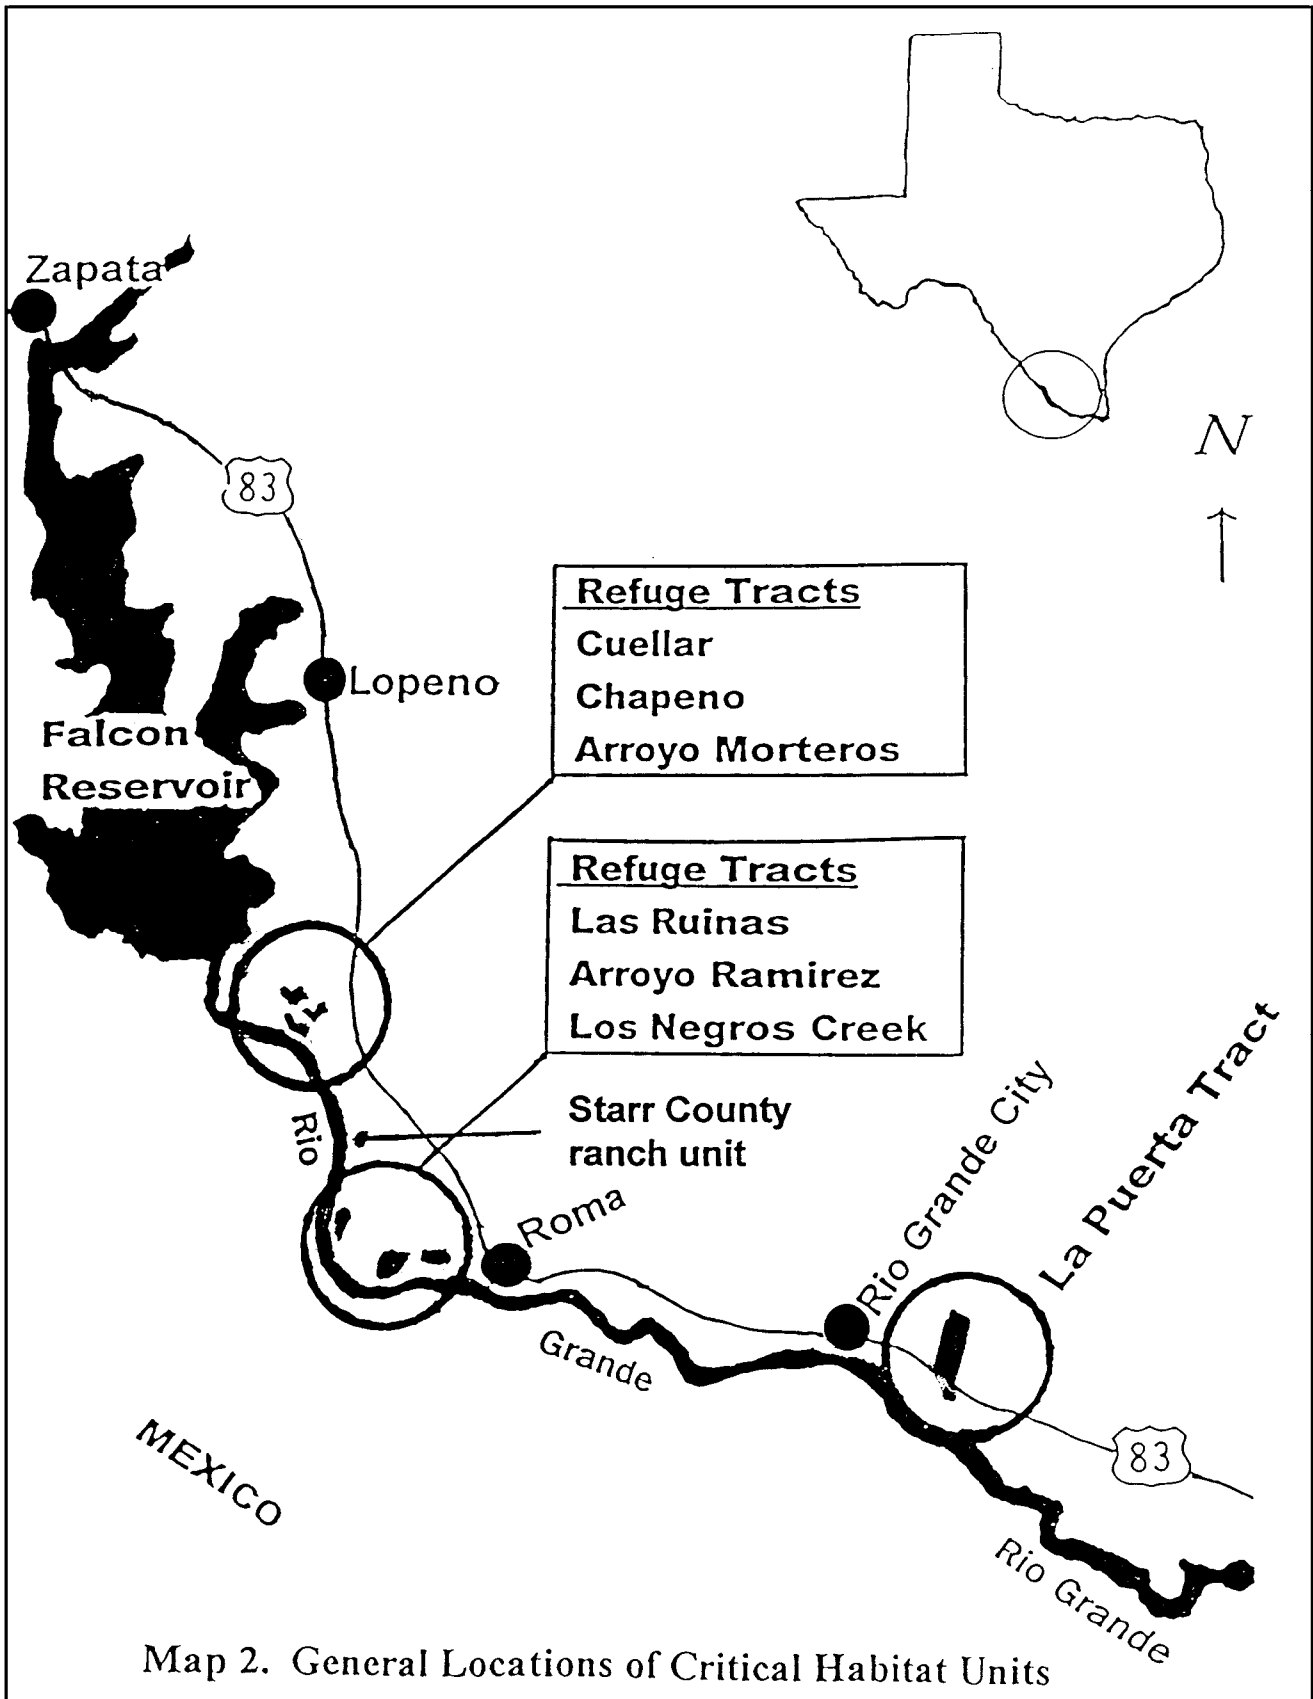 Zapata
83
N
Refuge Tracts
Cuellar
Chapeno
Arroyo Morteros
Lopeno
Falcon
Reservoir
Refuge Tracts
Las Ruinas
Arroyo Ramirez
Los Negros Creek
Starr County
ranch unit
Rio
Roma
Rio Grande City
La Puerta Tract
Grande
MEXICO
83
Rio Grande
Map 2. General Locations of Critical Habitat Units